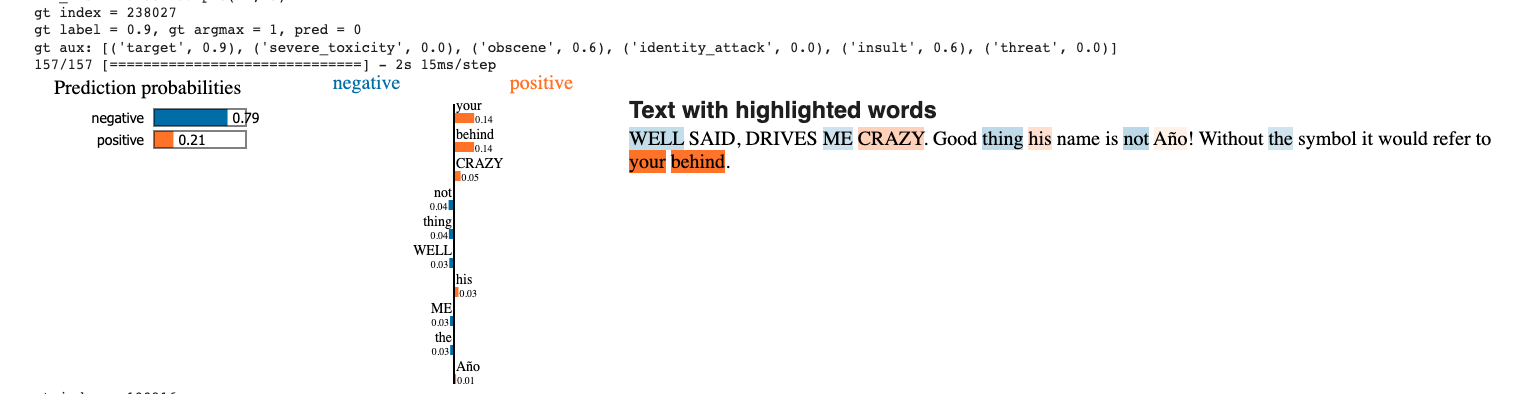 gt index = 238027
gt label = 0.9, gt argmax = 1, pred = 0
gt aux: [('target', 0.9), ('severe_toxicity', 0.0), ('obscene', 0.6), ('identity_attack', 0.0), ('insult', 0.6), ('threat', 0.0)]
157/157 [==============================] - 2s 15ms/step
Prediction probabilities
negative 0.79
positive 0.21
negative positive
your
0.14
behind
0.14
CRAZY
0.05
not
0.04
thing
0.04
WELL
0.03
his
0.03
ME
0.03
the
0.03
Año
0.01
Text with highlighted words
WELL SAID, DRIVES ME CRAZY. Good thing his name is not Año! Without the symbol it would refer to
your behind.